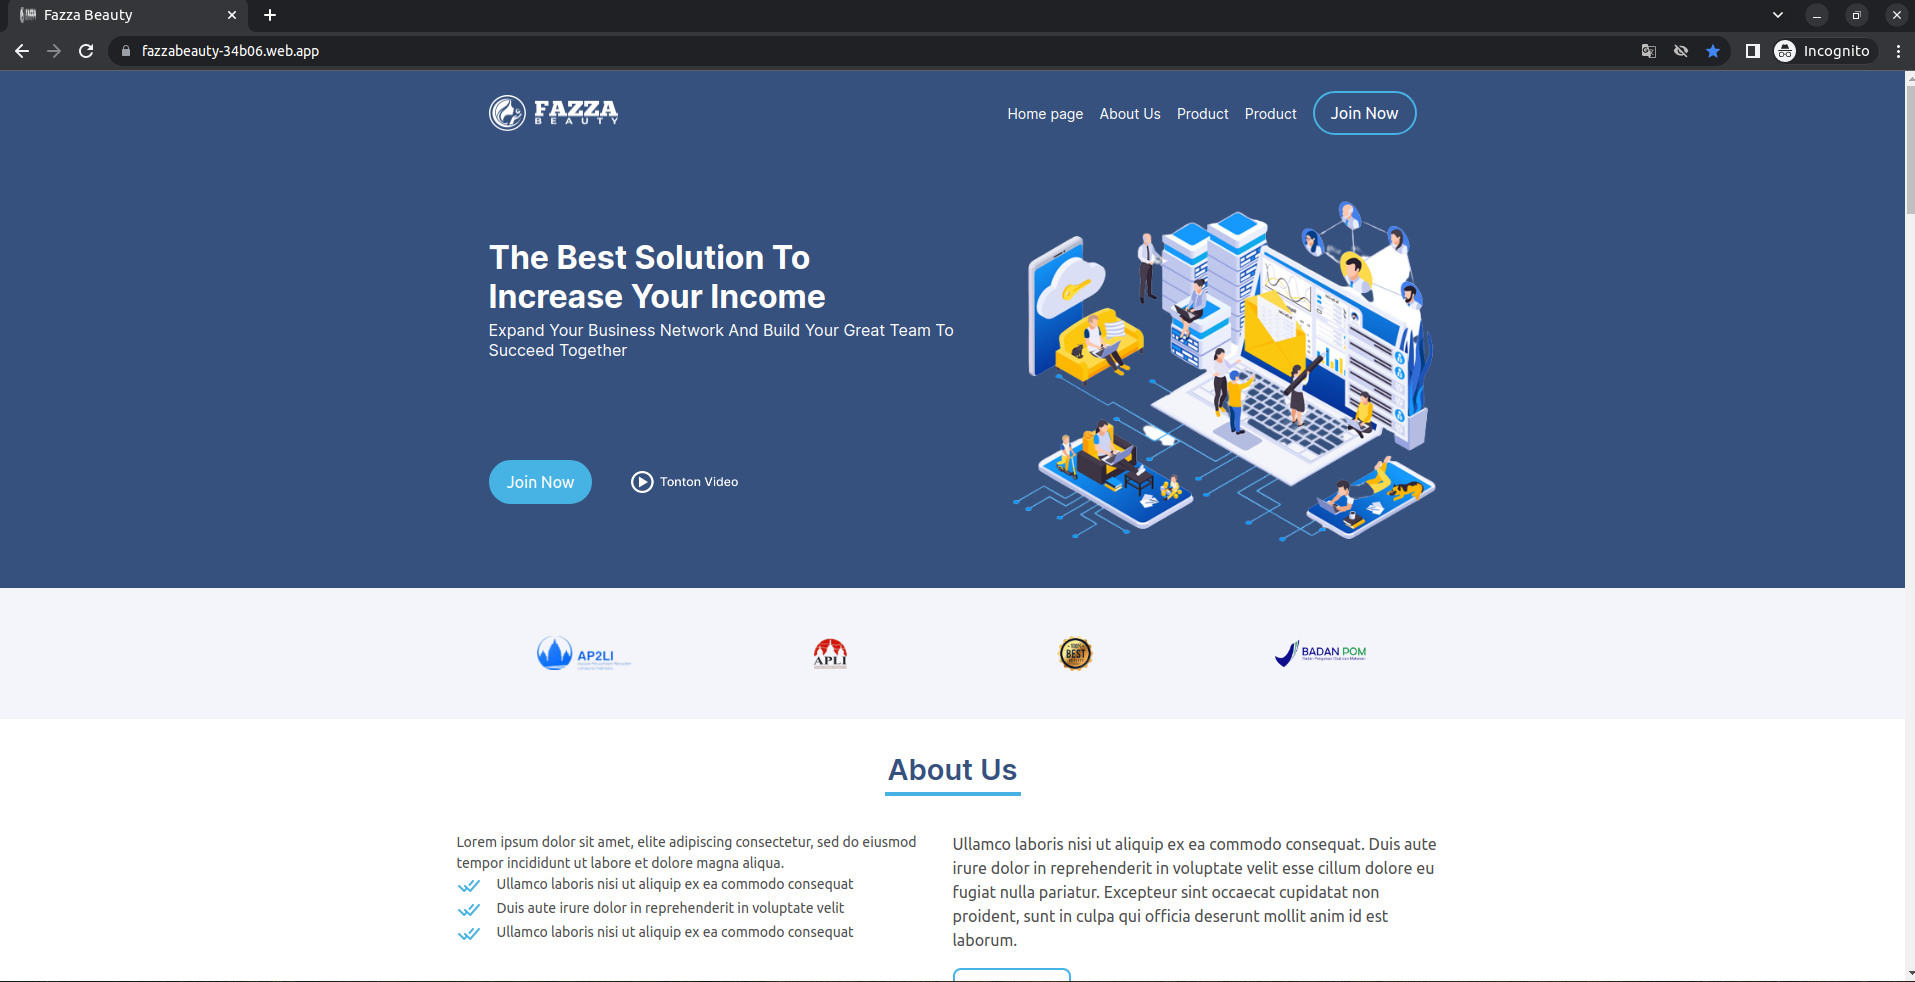 Fazza Beauty
fazzabeauty-34b06.web.app
Incognito
FAZZA
BEAUTY
Home page About Us Product Product Join Now
The Best Solution To
Increase Your Income
Expand Your Business Network And Build Your Great Team To
Succeed Together
Join Now Tonton Video
AP2LI
APLI
100%
BEST
BADAN POM
Badan Pengawas Obat dan Makanan
About Us
Lorem ipsum dolor sit amet, elite adipiscing consectetur, sed do eiusmod
tempor incididunt ut labore et dolore magna aliqua.
Ullamco laboris nisi ut aliquip ex ea commodo consequat
Duis aute irure dolor in reprehenderit in voluptate velit
Ullamco laboris nisi ut aliquip ex ea commodo consequat
Ullamco laboris nisi ut aliquip ex ea commodo consequat. Duis aute
irure dolor in reprehenderit in voluptate velit esse cillum dolore eu
fugiat nulla pariatur. Excepteur sint occaecat cupidatat non
proident, sunt in culpa qui officia deserunt mollit anim id est
laborum.